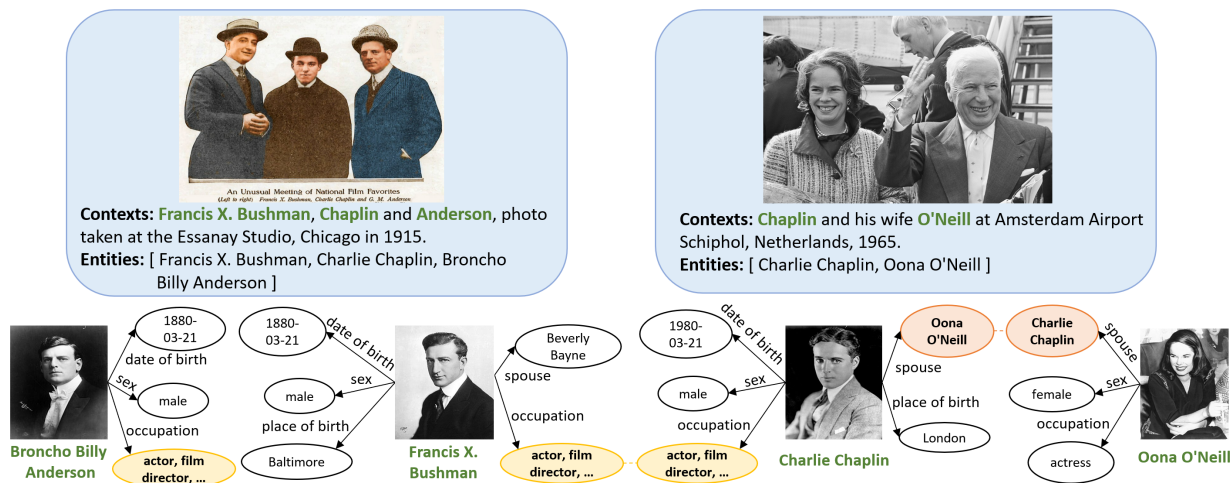 An Unusual Meeting of National Film Favorites
(Left to right) Francis X. Bushman, Charlie Chaplin and G. M. Anderson
Contexts: Francis X. Bushman, Chaplin and Anderson, photo
taken at the Essanay Studio, Chicago in 1915.
Entities: [ Francis X. Bushman, Charlie Chaplin, Broncho
Billy Anderson ]
Contexts: Chaplin and his wife O'Neill at Amsterdam Airport
Schiphol, Netherlands, 1965.
Entities: [ Charlie Chaplin, Oona O'Neill ]
1880-
03-21
date of birth
sex
male
occupation
actor, film
director, ...
Broncho Billy
Anderson
1880-
03-21
date of birth
sex
male
place of birth
Baltimore
Francis X.
Bushman
Beverly
Bayne
spouse
occupation
actor, film
director, ...
1980-
03-21
date of birth
sex
male
occupation
actor, film
director, ...
Charlie Chaplin
Oona
O'Neill
spouse
place of birth
London
Charlie
Chaplin
spouse
sex
female
occupation
actress
Oona O'Neill